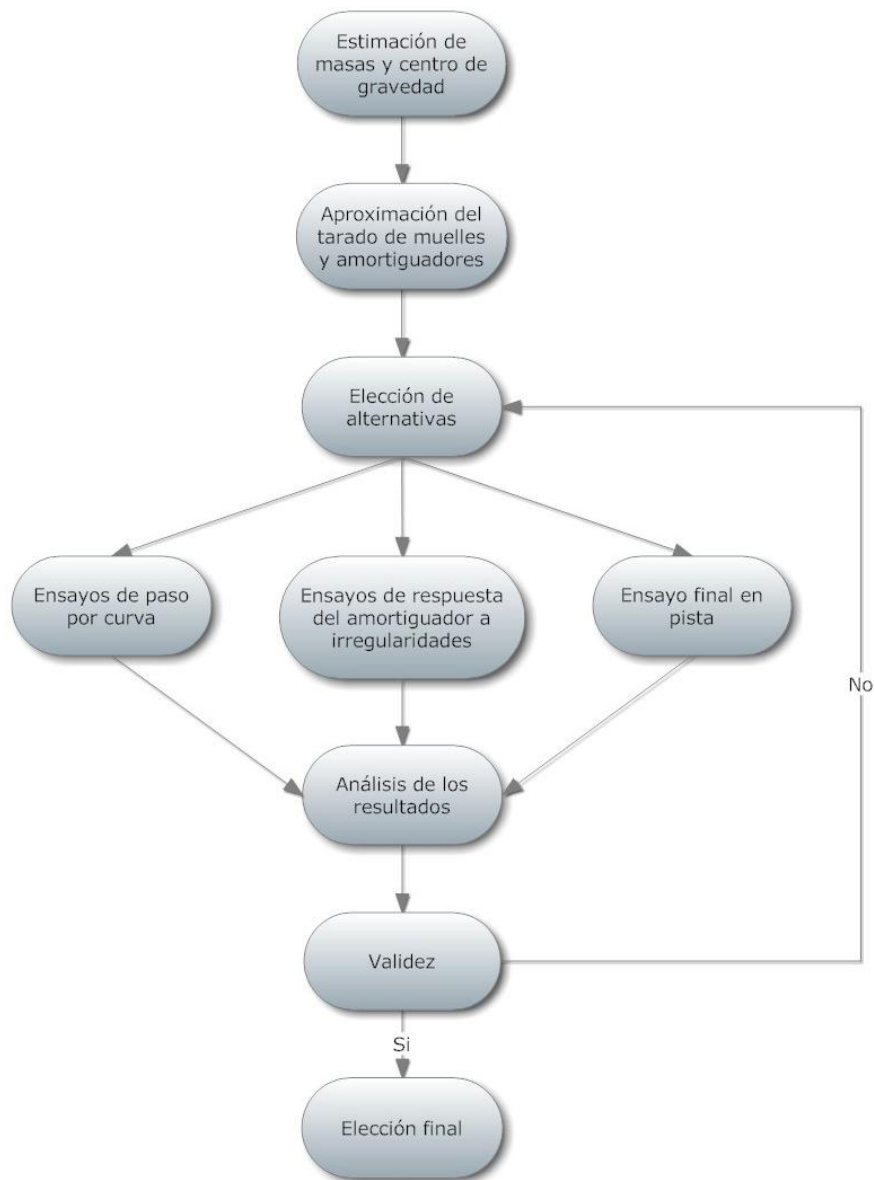 Estimación de
masas y centro de
gravedad
Aproximación del
tarado de muelles
y amortiguadores
Elección de
alternativas
Ensayos de paso
por curva
Ensayos de respuesta
del amortiguador a
irregularidades
Ensayo final en
pista
No
Análisis de los
resultados
Validez
Si
Elección final